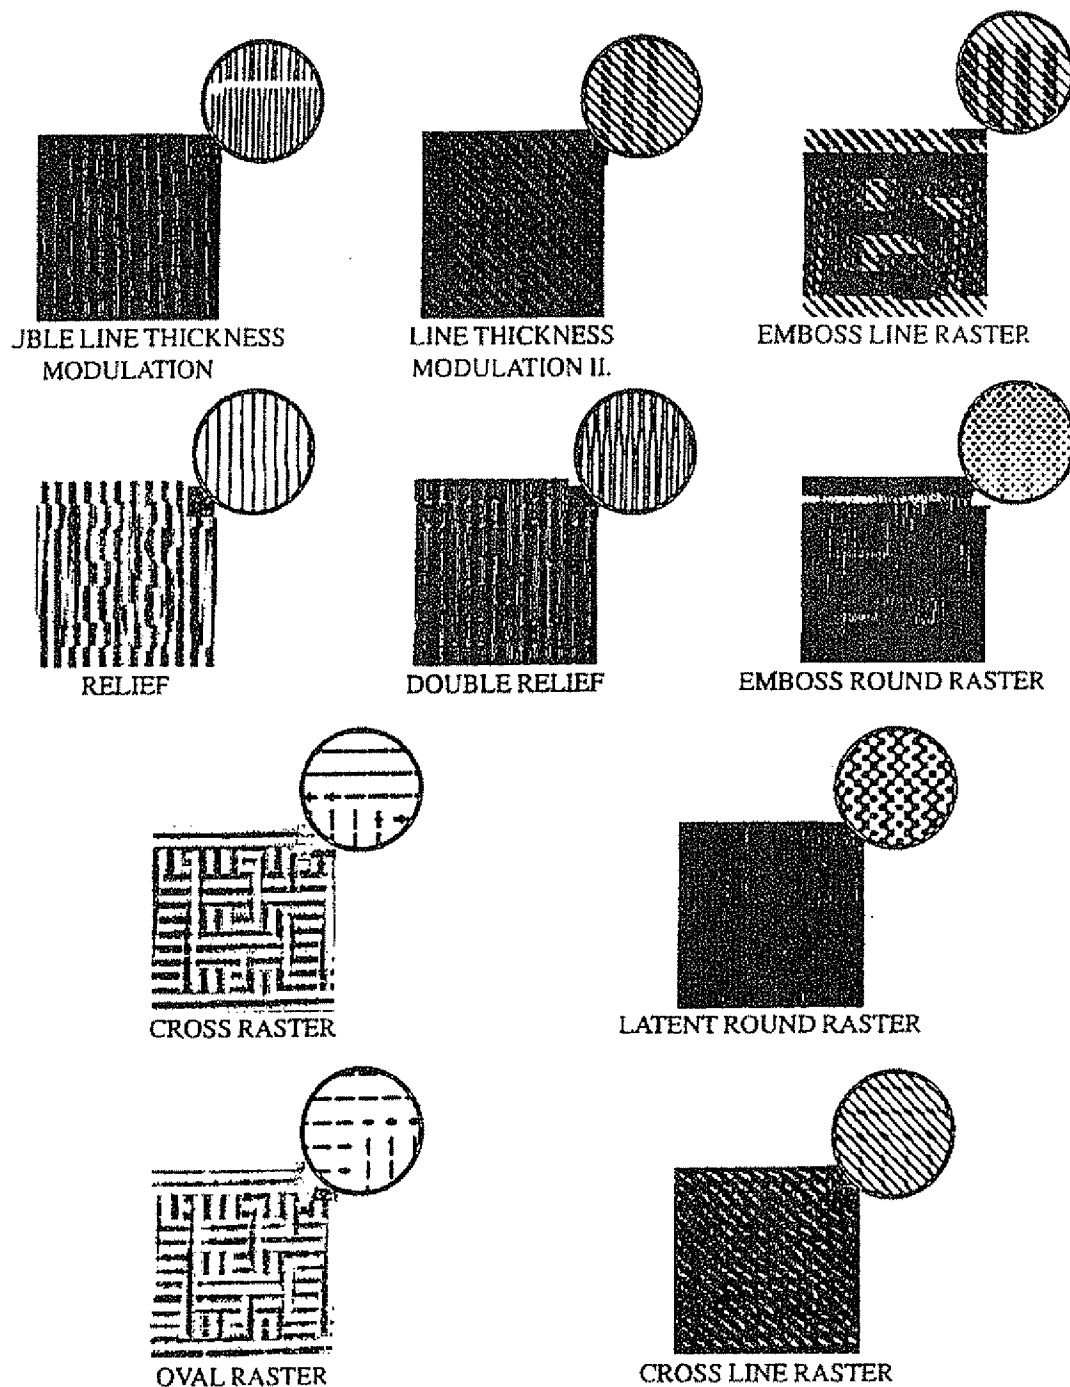 JBLE LINE THICKNESS
MODULATION
LINE THICKNESS
MODULATION II.
EMBOSS LINE RASTER
RELIEF
DOUBLE RELIEF
EMBOSS ROUND RASTER
CROSS RASTER
LATENT ROUND RASTER
OVAL RASTER
CROSS LINE RASTER